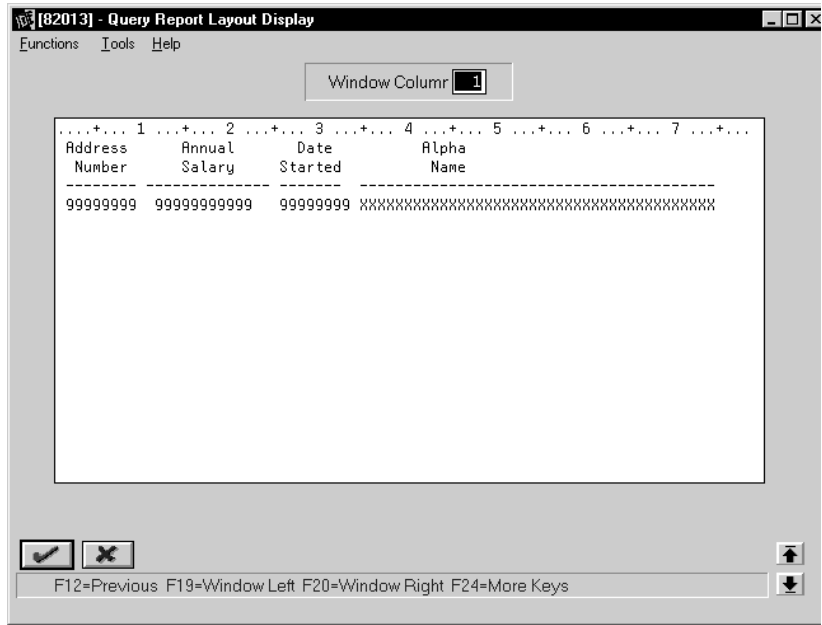 [82013] - Query Report Layout Display
Functions Tools Help
Window Columr 1
....+... 1 ...+... 2 ...+... 3 ...+... 4 ...+... 5 ...+... 6 ...+... 7 ...+...
Address Annual Date Alpha
Number Salary Started Name
-------- -------------- ------- ----------------------------------------
99999999 99999999999 99999999 XXXXXXXXXXXXXXXXXXXXXXXXXXXXXXXXXXXXXXXX
F12=Previous F19=Window Left F20=Window Right F24=More Keys